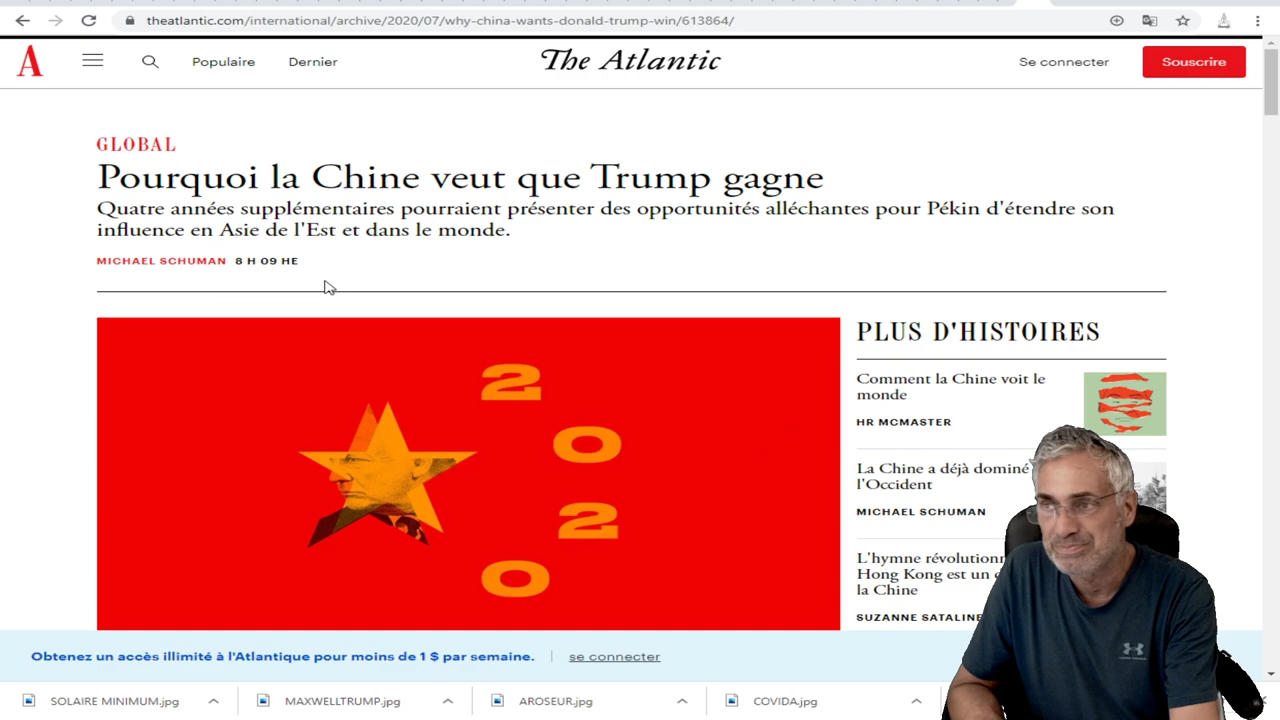 theatlantic.com/international/archive/2020/07/why-china-wants-donald-trump-win/613864/
A
Populaire
Dernier
The Atlantic
Se connecter
Souscrire
GLOBAL
Pourquoi la Chine veut que Trump gagne
Quatre années supplémentaires pourraient présenter des opportunités alléchantes pour Pékin d'étendre son
influence en Asie de l'Est et dans le monde.
MICHAEL SCHUMAN 8 H 09 HE
2
0
2
0
PLUS D'HISTOIRES
Comment la Chine voit le
monde
HR MCMASTER
La Chine a déjà dominé
l'Occident
MICHAEL SCHUMAN
L'hymne
Hong Kong est un
la Chine
SUZANNE SATALINE
Obtenez un accès illimité à l'Atlantique pour moins de 1 $ par semaine.
se connecter
SOLAIRE MINIMUM.jpg
MAXWELLTRUMP.jpg
AROSEUR.jpg
COVIDA.jpg